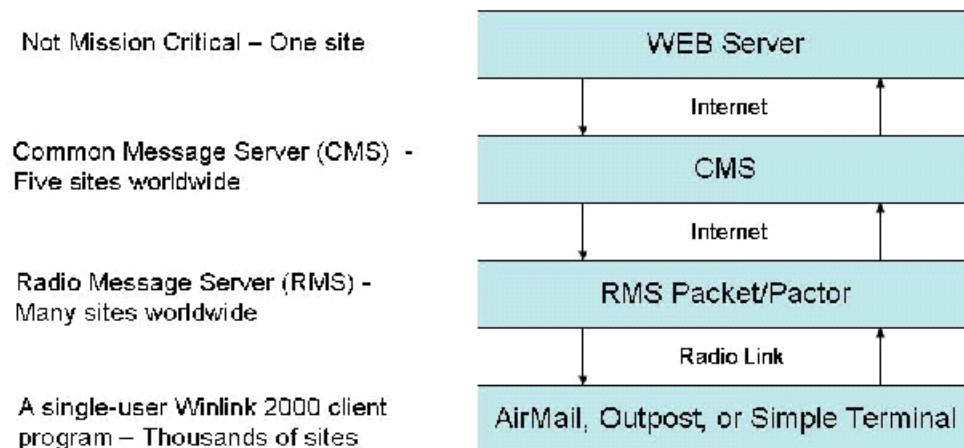 Not Mission Critical – One site
WEB Server
Internet
Common Message Server (CMS) -
Five sites worldwide
CMS
Internet
Radio Message Server (RMS) -
Many sites worldwide
RMS Packet/Pactor
Radio Link
A single-user Winlink 2000 client
program – Thousands of sites
AirMail, Outpost, or Simple Terminal